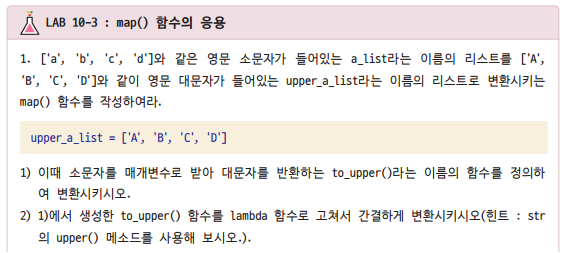 LAB 10-3 : map() 함수의 응용
1. ['a', 'b', 'c', 'd']와 같은 영문 소문자가 들어있는 a_list라는 이름의 리스트를 ['A',
'B', 'C', 'D']와 같이 영문 대문자가 들어있는 upper_a_list라는 이름의 리스트로 변환시키는
map() 함수를 작성하여라.
upper_a_list = ['A', 'B', 'C', 'D']
1) 이때 소문자를 매개변수로 받아 대문자를 반환하는 to_upper()라는 이름의 함수를 정의하
여 변환시키시오.
2) 1)에서 생성한 to_upper() 함수를 lambda 함수로 고쳐서 간결하게 변환시키시오(힌트 : str
의 upper() 메소드를 사용해 보시오.).